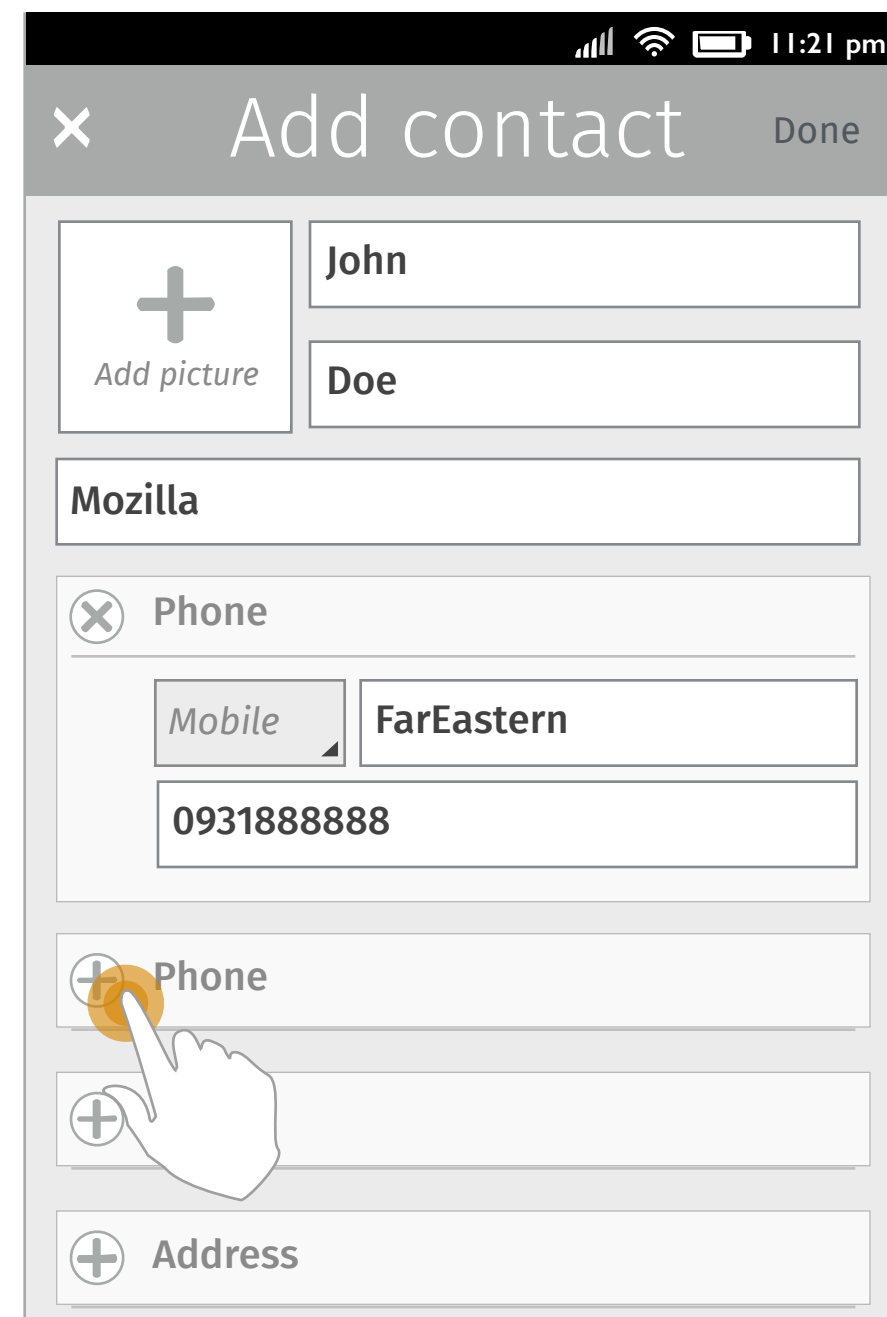 11:21 pm
Add contact Done
John
Add picture
Doe
Mozilla
Phone
Mobile FarEastern
0931888888
Phone
Address